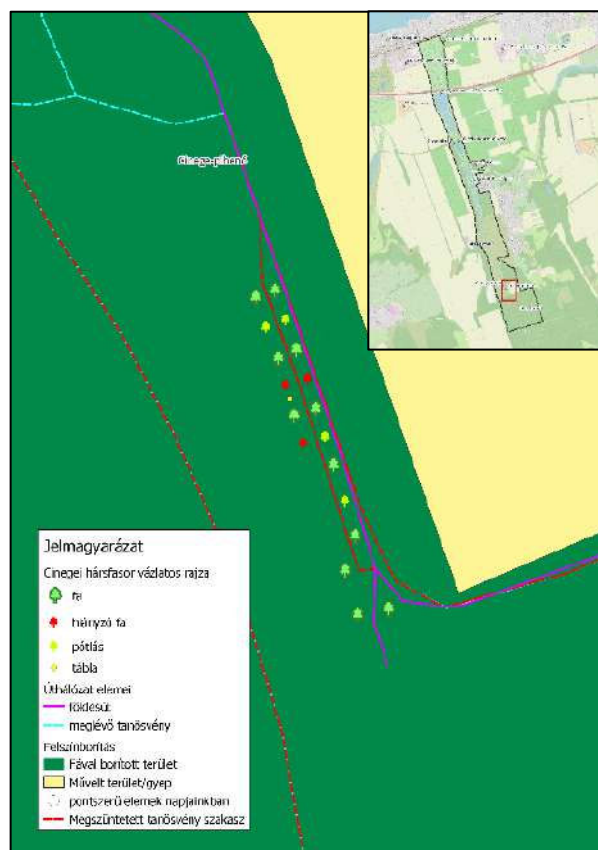 Cinege-pihenő
Jelmagyarázat
Cinegei hársfasor vázlatos rajza
fa
hiányzó fa
pótlás
tábla
Úthálózat elemei
földesút
meglévő tanösvény
Felszínborítás
Fával borított terület
Művelt terület/gyep
pontszerű elemek napjainkban
Megszüntetett tanösvény szakasz